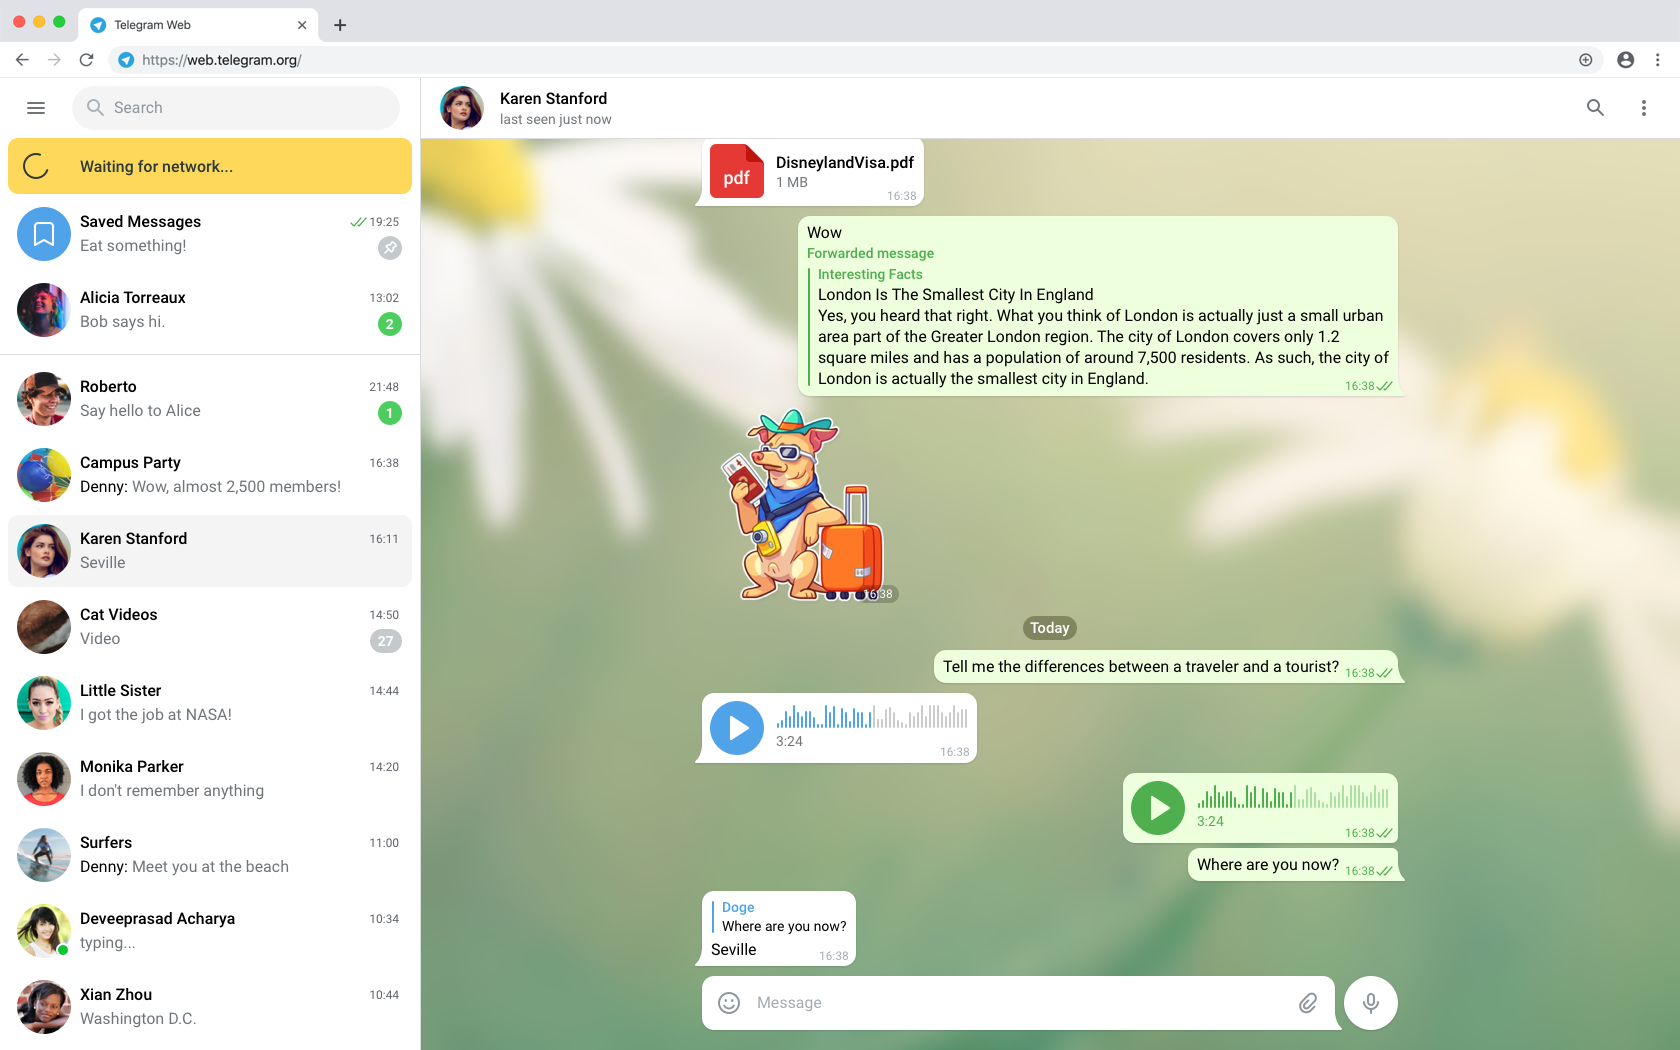 Telegram Web
https://web.telegram.org/
Search
Waiting for network...
Saved Messages
19:25
Eat something!
Alicia Torreaux
13:02
Bob says hi.
2
Roberto
21:48
Say hello to Alice
1
Campus Party
16:38
Denny: Wow, almost 2,500 members!
Karen Stanford
16:11
Seville
Cat Videos
14:50
Video
27
Little Sister
14:44
I got the job at NASA!
Monika Parker
14:20
I don't remember anything
Surfers
11:00
Denny: Meet you at the beach
Deveeprasad Acharya
10:34
typing...
Xian Zhou
10:44
Washington D.C.
Karen Stanford
last seen just now
pdf
DisneylandVisa.pdf
1 MB
16:38
Wow
Forwarded message
Interesting Facts
London Is The Smallest City In England
Yes, you heard that right. What you think of London is actually just a small urban
area part of the Greater London region. The city of London covers only 1.2
square miles and has a population of around 7,500 residents. As such, the city of
London is actually the smallest city in England.
16:38
16:38
Today
Tell me the differences between a traveler and a tourist?
16:38
3:24
16:38
3:24
16:38
Where are you now?
16:38
Doge
Where are you now?
Seville
16:38
Message